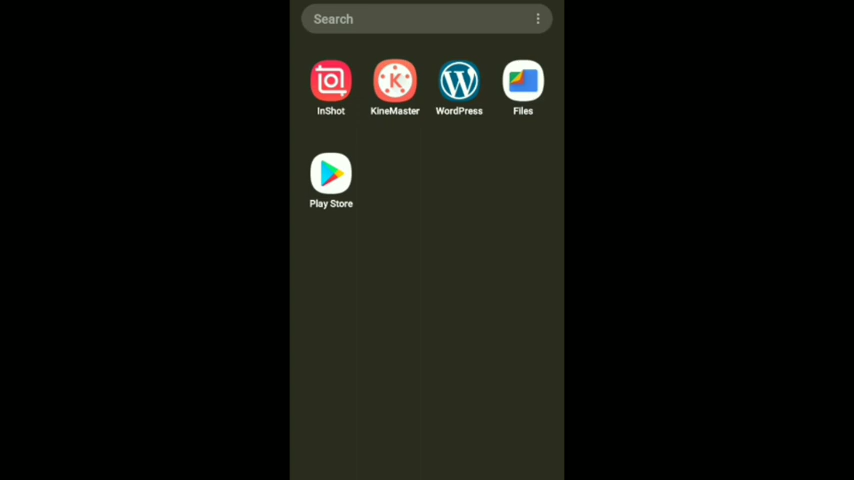 Search
InShot
KineMaster
WordPress
Files
Play Store